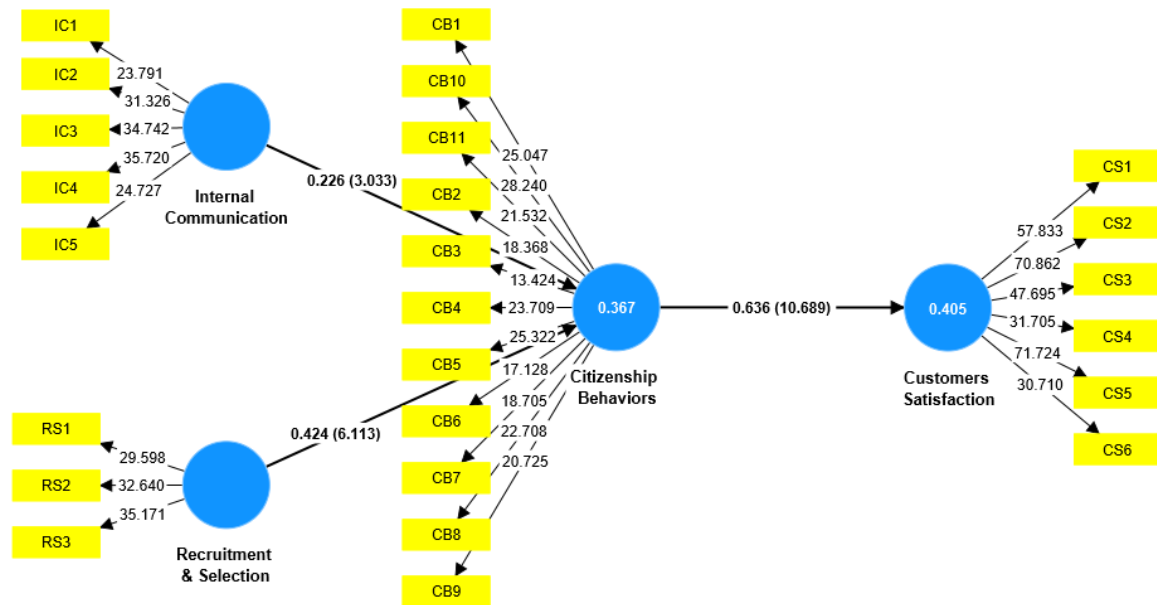 IC1
IC2
IC3
IC4
IC5
23.791
31.326
34.742
35.720
24.727
Internal
Communication
0.226 (3.033)
RS1
RS2
RS3
29.598
32.640
35.171
Recruitment
& Selection
0.424 (6.113)
CB1
CB10
CB11
CB2
CB3
CB4
CB5
CB6
CB7
CB8
CB9
25.047
28.240
21.532
18.368
13.424
23.709
25.322
17.128
18.705
22.708
20.725
0.367
Citizenship
Behaviors
0.636 (10.689)
0.405
Customers
Satisfaction
57.833
70.862
47.695
31.705
71.724
30.710
CS1
CS2
CS3
CS4
CS5
CS6